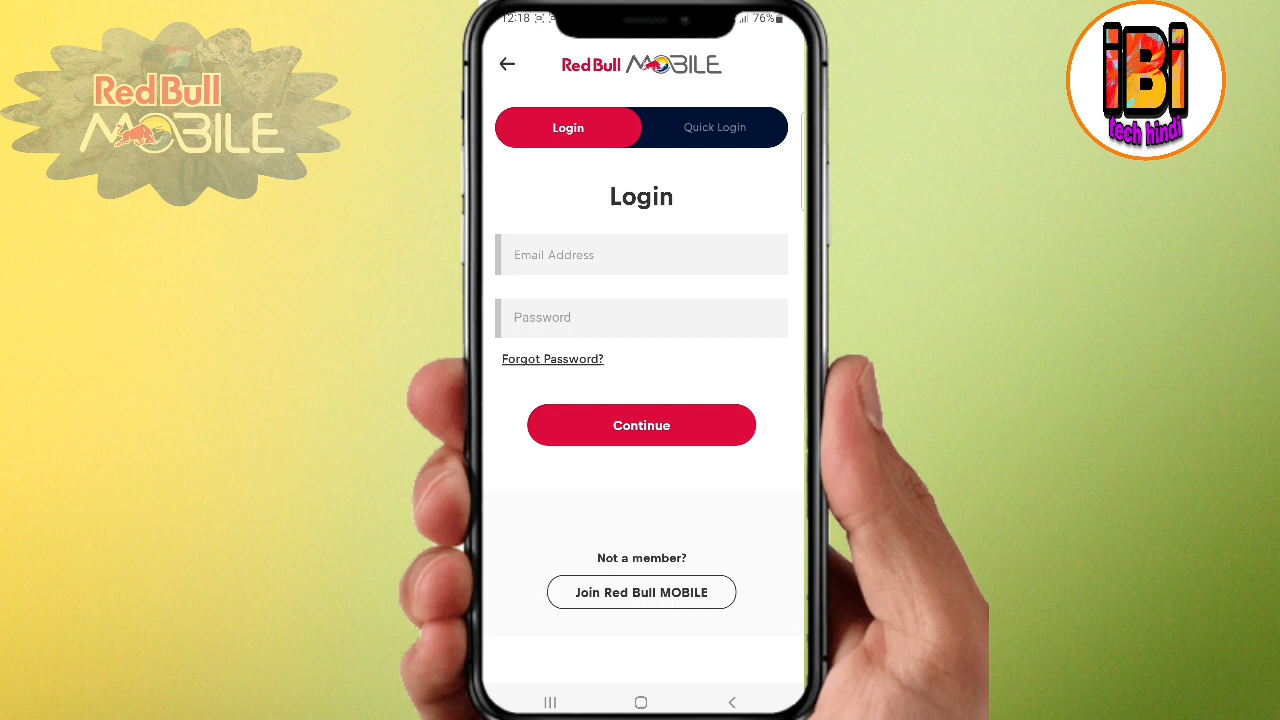 Red Bull
MOBILE
12:18
76%
Red Bull MOBILE
Login
Quick Login
Login
Email Address
Password
Forgot Password?
Continue
Not a member?
Join Red Bull MOBILE
iBi
tech hindi